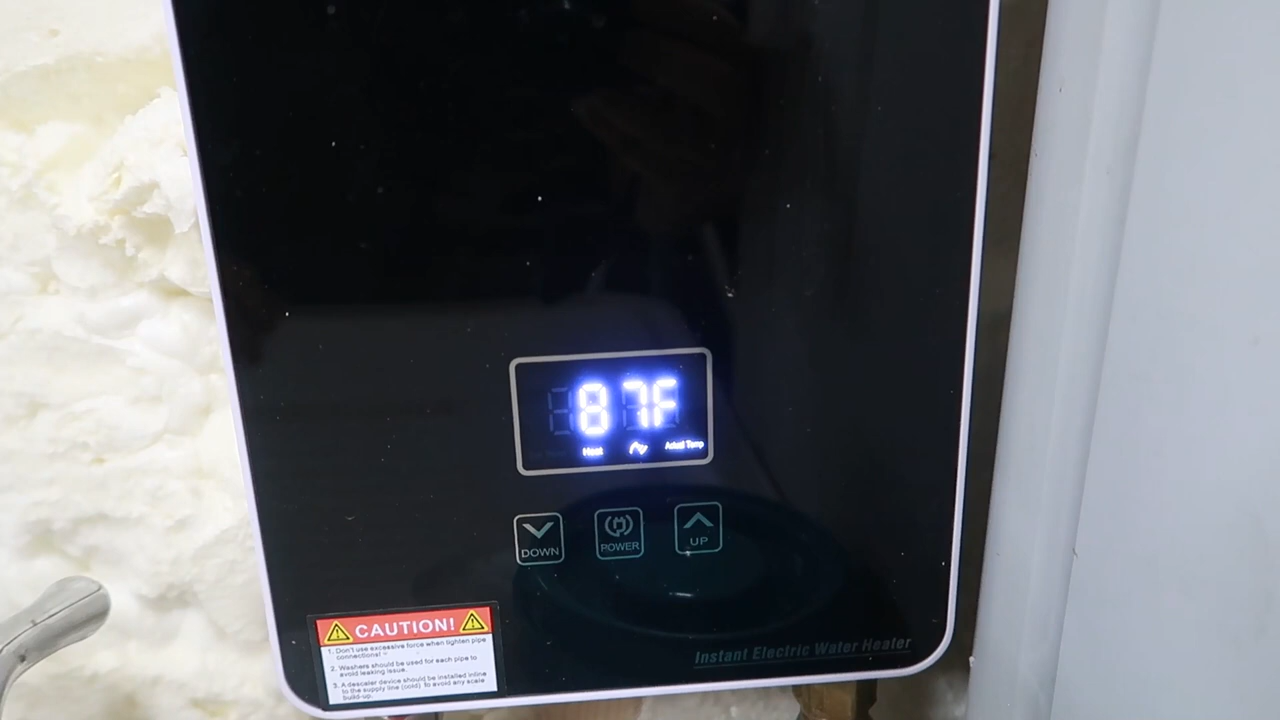 87F
Heat Actual Temp
DOWN POWER UP
Instant Electric Water Heater
CAUTION!
1. Don't use excessive force when tighten pipe
connections!
2. Washers should be used for each pipe to
avoid leaking issue.
3. A descaler device should be installed inline
to the supply line (cold) to avoid any scale
build-up.